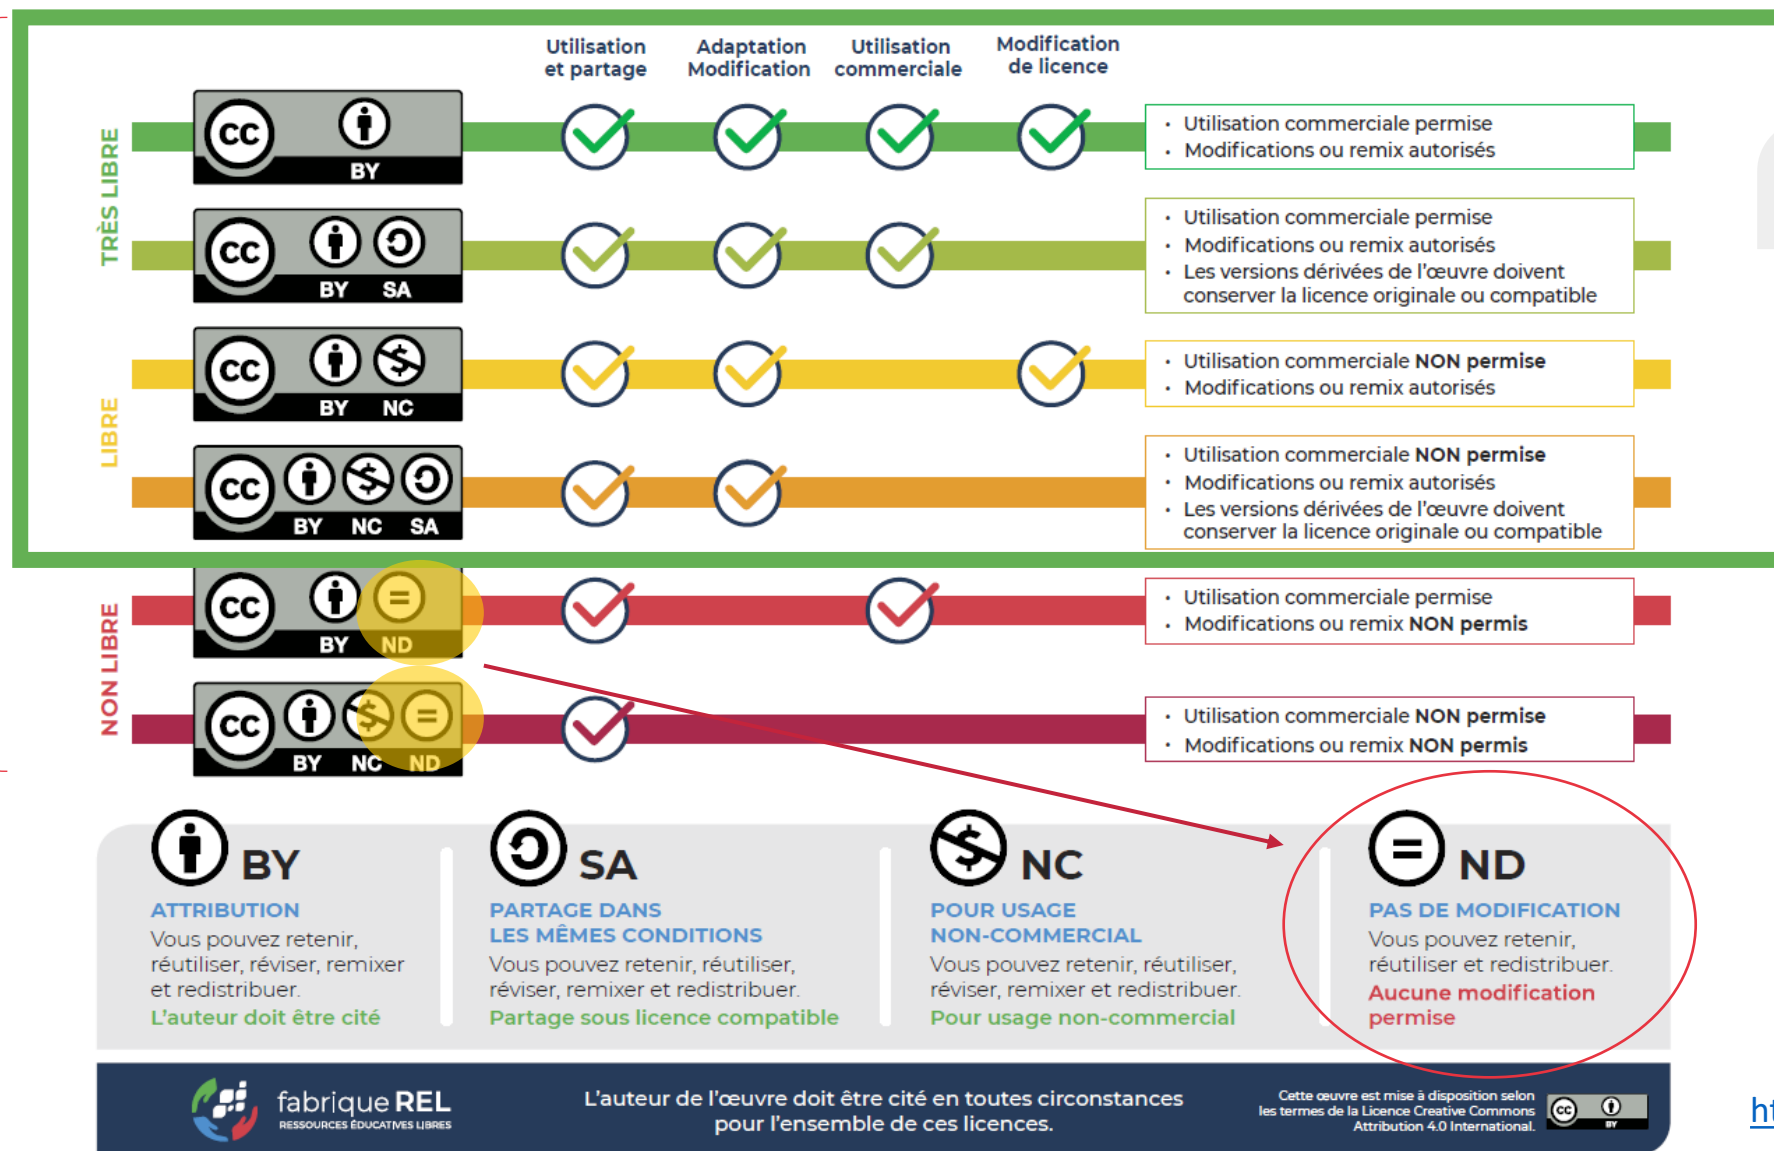 Utilisation
et partage
Adaptation
Modification
Utilisation
commerciale
Modification
de licence
TRÈS LIBRE
CC
BY
• Utilisation commerciale permise
• Modifications ou remix autorisés
CC
BY SA
• Utilisation commerciale permise
• Modifications ou remix autorisés
• Les versions dérivées de l'œuvre doivent
conserver la licence originale ou compatible
LIBRE
CC
BY NC
• Utilisation commerciale NON permise
• Modifications ou remix autorisés
CC
BY NC SA
• Utilisation commerciale NON permise
• Modifications ou remix autorisés
• Les versions dérivées de l'œuvre doivent
conserver la licence originale ou compatible
NON LIBRE
CC
BY ND
• Utilisation commerciale permise
• Modifications ou remix NON permis
CC
BY NC ND
• Utilisation commerciale NON permise
• Modifications ou remix NON permis
BY
ATTRIBUTION
Vous pouvez retenir,
réutiliser, réviser, remixer
et redistribuer.
L'auteur doit être cité
SA
PARTAGE DANS
LES MÊMES CONDITIONS
Vous pouvez retenir, réutiliser,
réviser, remixer et redistribuer.
Partage sous licence compatible
NC
POUR USAGE
NON-COMMERCIAL
Vous pouvez retenir, réutiliser,
réviser, remixer et redistribuer.
Pour usage non-commercial
ND
PAS DE MODIFICATION
Vous pouvez retenir,
réutiliser et redistribuer.
Aucune modification
permise
fabrique REL
RESSOURCES ÉDUCATIVES LIBRES
L'auteur de l'œuvre doit être cité en toutes circonstances
pour l'ensemble de ces licences.
Cette œuvre est mise à disposition selon
les termes de la Licence Creative Commons
Attribution 4.0 International.
CC
BY